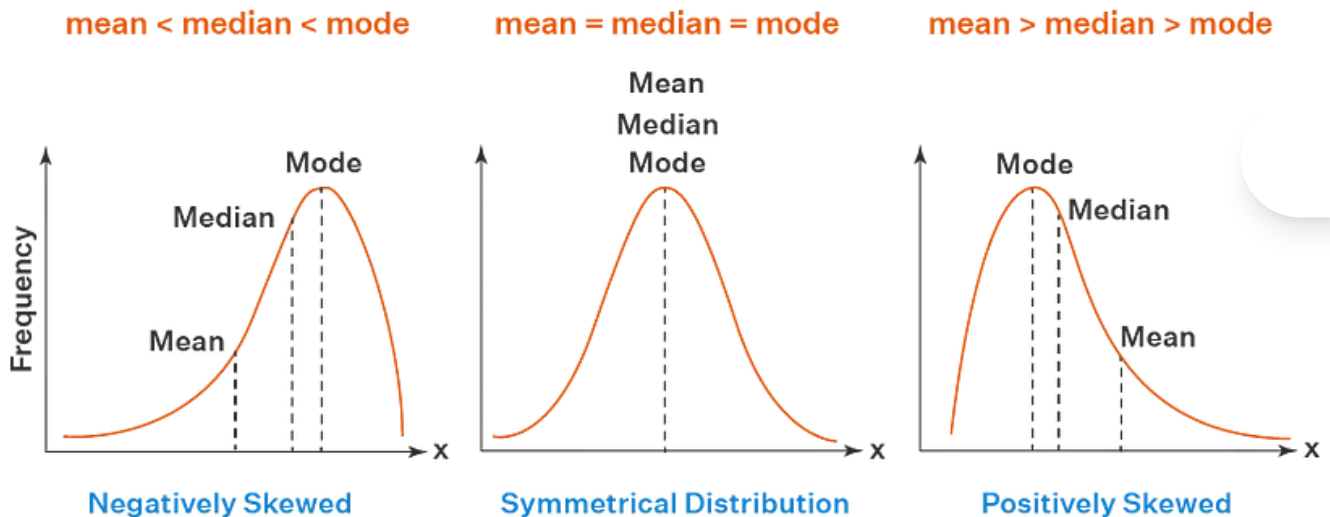 mean < median < mode
mean = median = mode
mean > median > mode
Frequency
Mean
Median
Mode
x
Negatively Skewed
Mean
Median
Mode
x
Symmetrical Distribution
Mode
Median
Mean
x
Positively Skewed